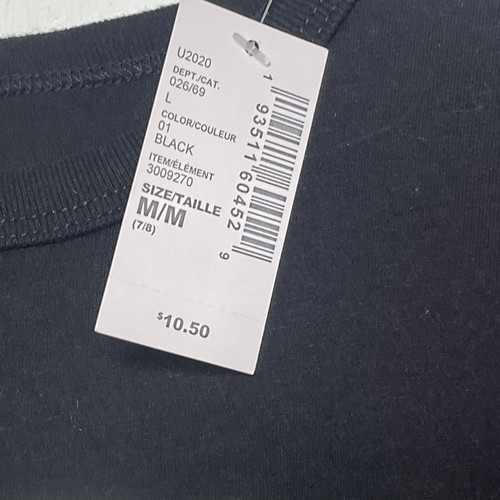 U2020
DEPT./CAT.
026/69
L
COLOR/COULEUR
01
BLACK
ITEM/ÉLÉMENT
3009270
SIZE/TAILLE
M/M
(7/8)
$10.50
1 93511 60452 9